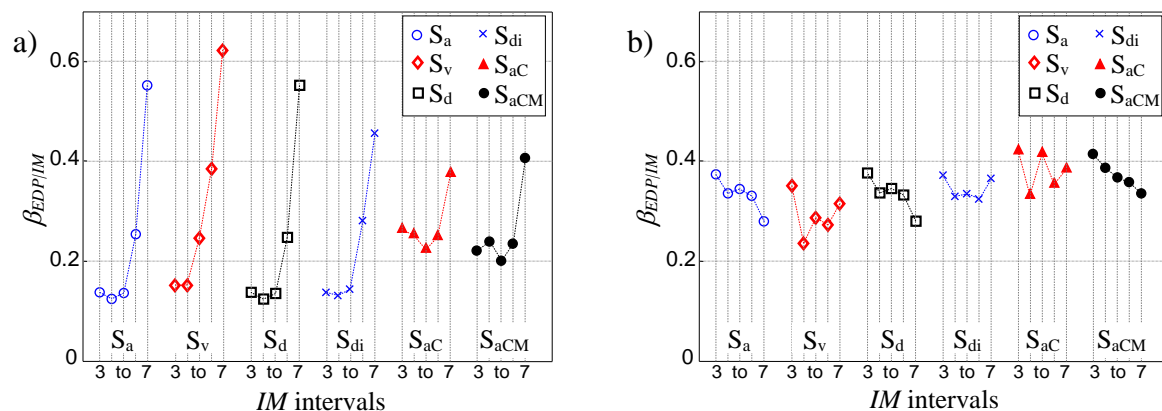 a)
0.6
0.4
0.2
0
β_EDP/IM
S_a S_di
S_v S_aC
S_d S_aCM
S_a S_v S_d S_di S_aC S_aCM
3 to 7 3 to 7 3 to 7 3 to 7 3 to 7 3 to 7
IM intervals
b)
0.6
0.4
0.2
0
β_EDP/IM
S_a S_di
S_v S_aC
S_d S_aCM
S_a S_v S_d S_di S_aC S_aCM
3 to 7 3 to 7 3 to 7 3 to 7 3 to 7 3 to 7
IM intervals